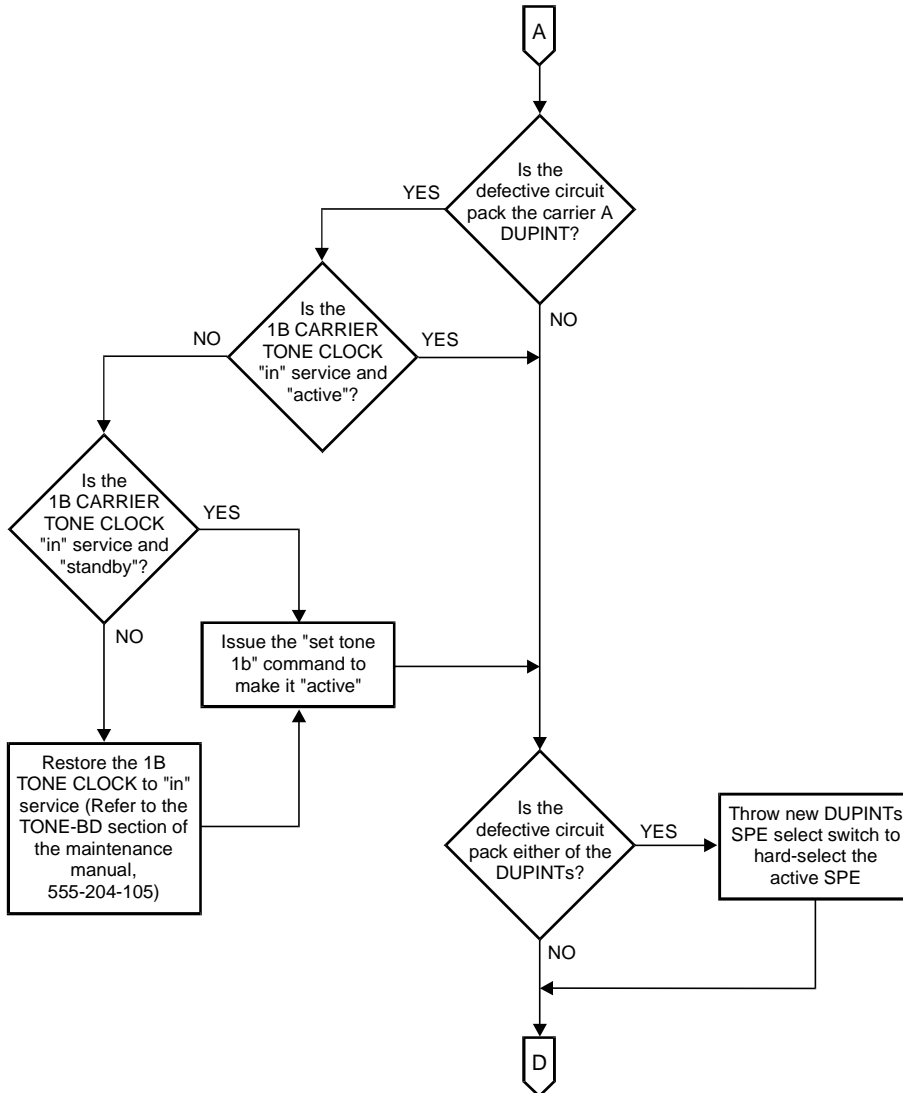 A
Is the
defective circuit
pack the carrier A
DUPINT?
YES
NO
Is the
1B CARRIER
TONE CLOCK
"in" service and
"active"?
NO
YES
Is the
1B CARRIER
TONE CLOCK
"in" service and
"standby"?
YES
NO
Issue the "set tone
1b" command to
make it "active"
Restore the 1B
TONE CLOCK to "in"
service (Refer to the
TONE-BD section of
the maintenance
manual,
555-204-105)
Is the
defective circuit
pack either of the
DUPINTs?
YES
NO
Throw new DUPINTs
SPE select switch to
hard-select the
active SPE
D